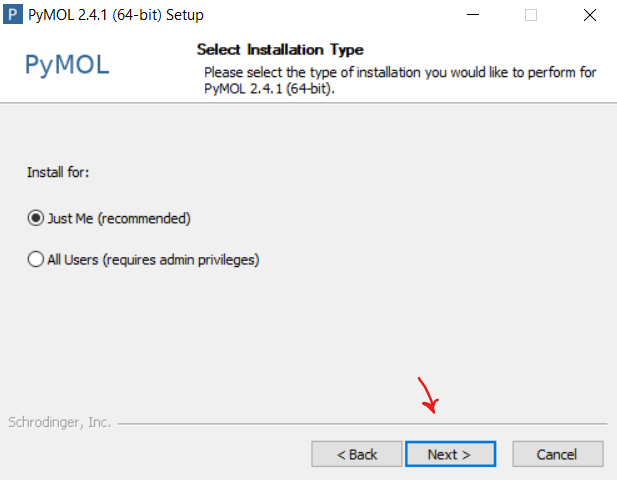 P PyMOL 2.4.1 (64-bit) Setup
PyMOL
Select Installation Type
Please select the type of installation you would like to perform for
PyMOL 2.4.1 (64-bit).
Install for:
Just Me (recommended)
All Users (requires admin privileges)
Schrodinger, Inc.
< Back
Next >
Cancel